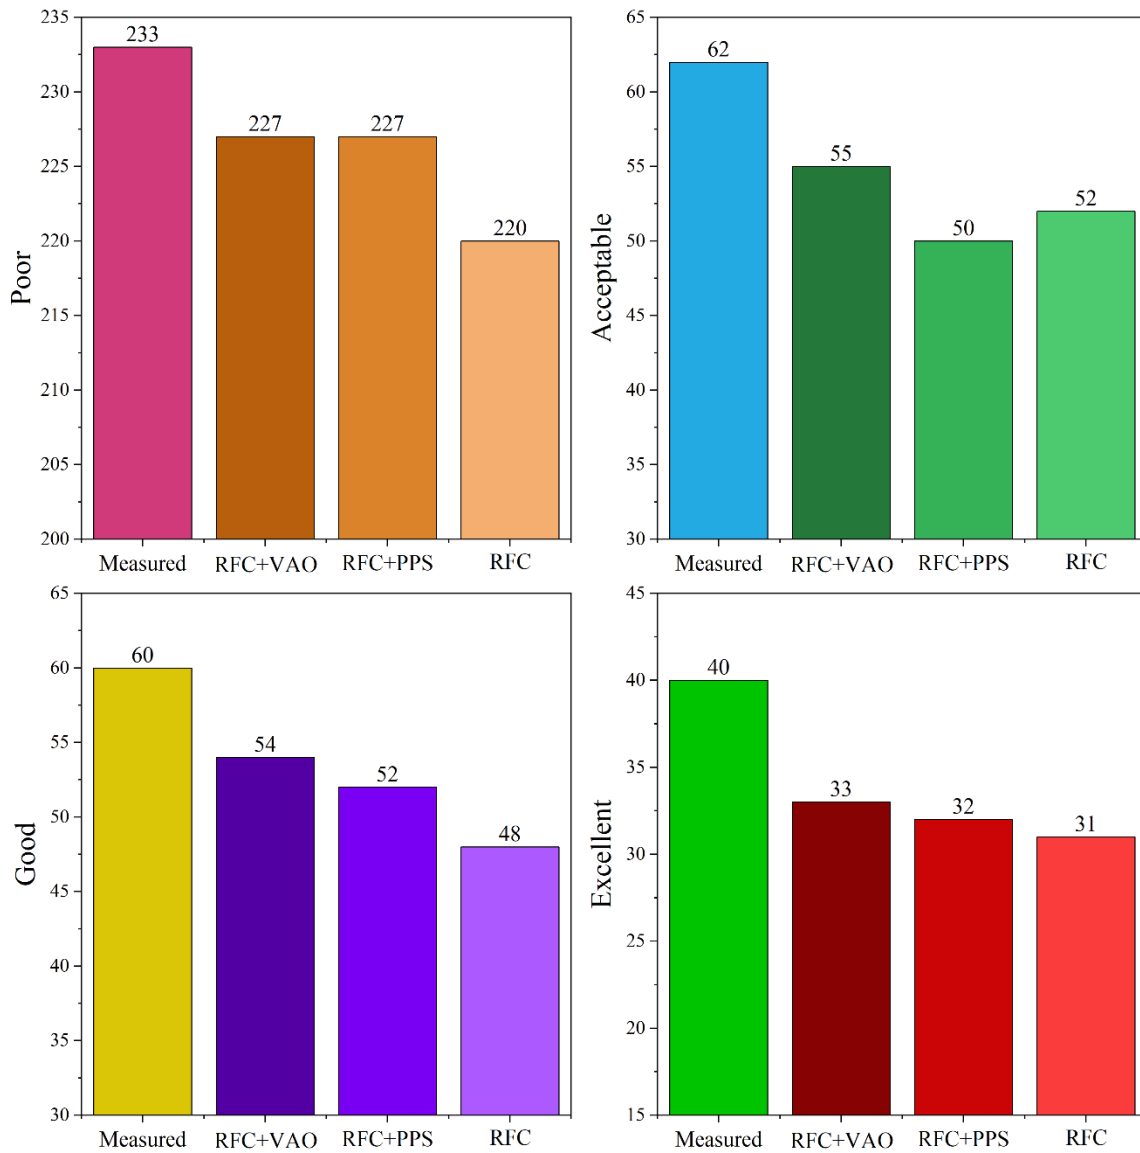 235
230
225
220
215
210
205
200
Poor
233
227
227
220
Measured
RFC+VAO
RFC+PPS
RFC
65
60
55
50
45
40
35
30
Acceptable
62
55
50
52
Measured
RFC+VAO
RFC+PPS
RFC
65
60
55
50
45
40
35
30
Good
60
54
52
48
Measured
RFC+VAO
RFC+PPS
RFC
45
40
35
30
25
20
15
Excellent
40
33
32
31
Measured
RFC+VAO
RFC+PPS
RFC